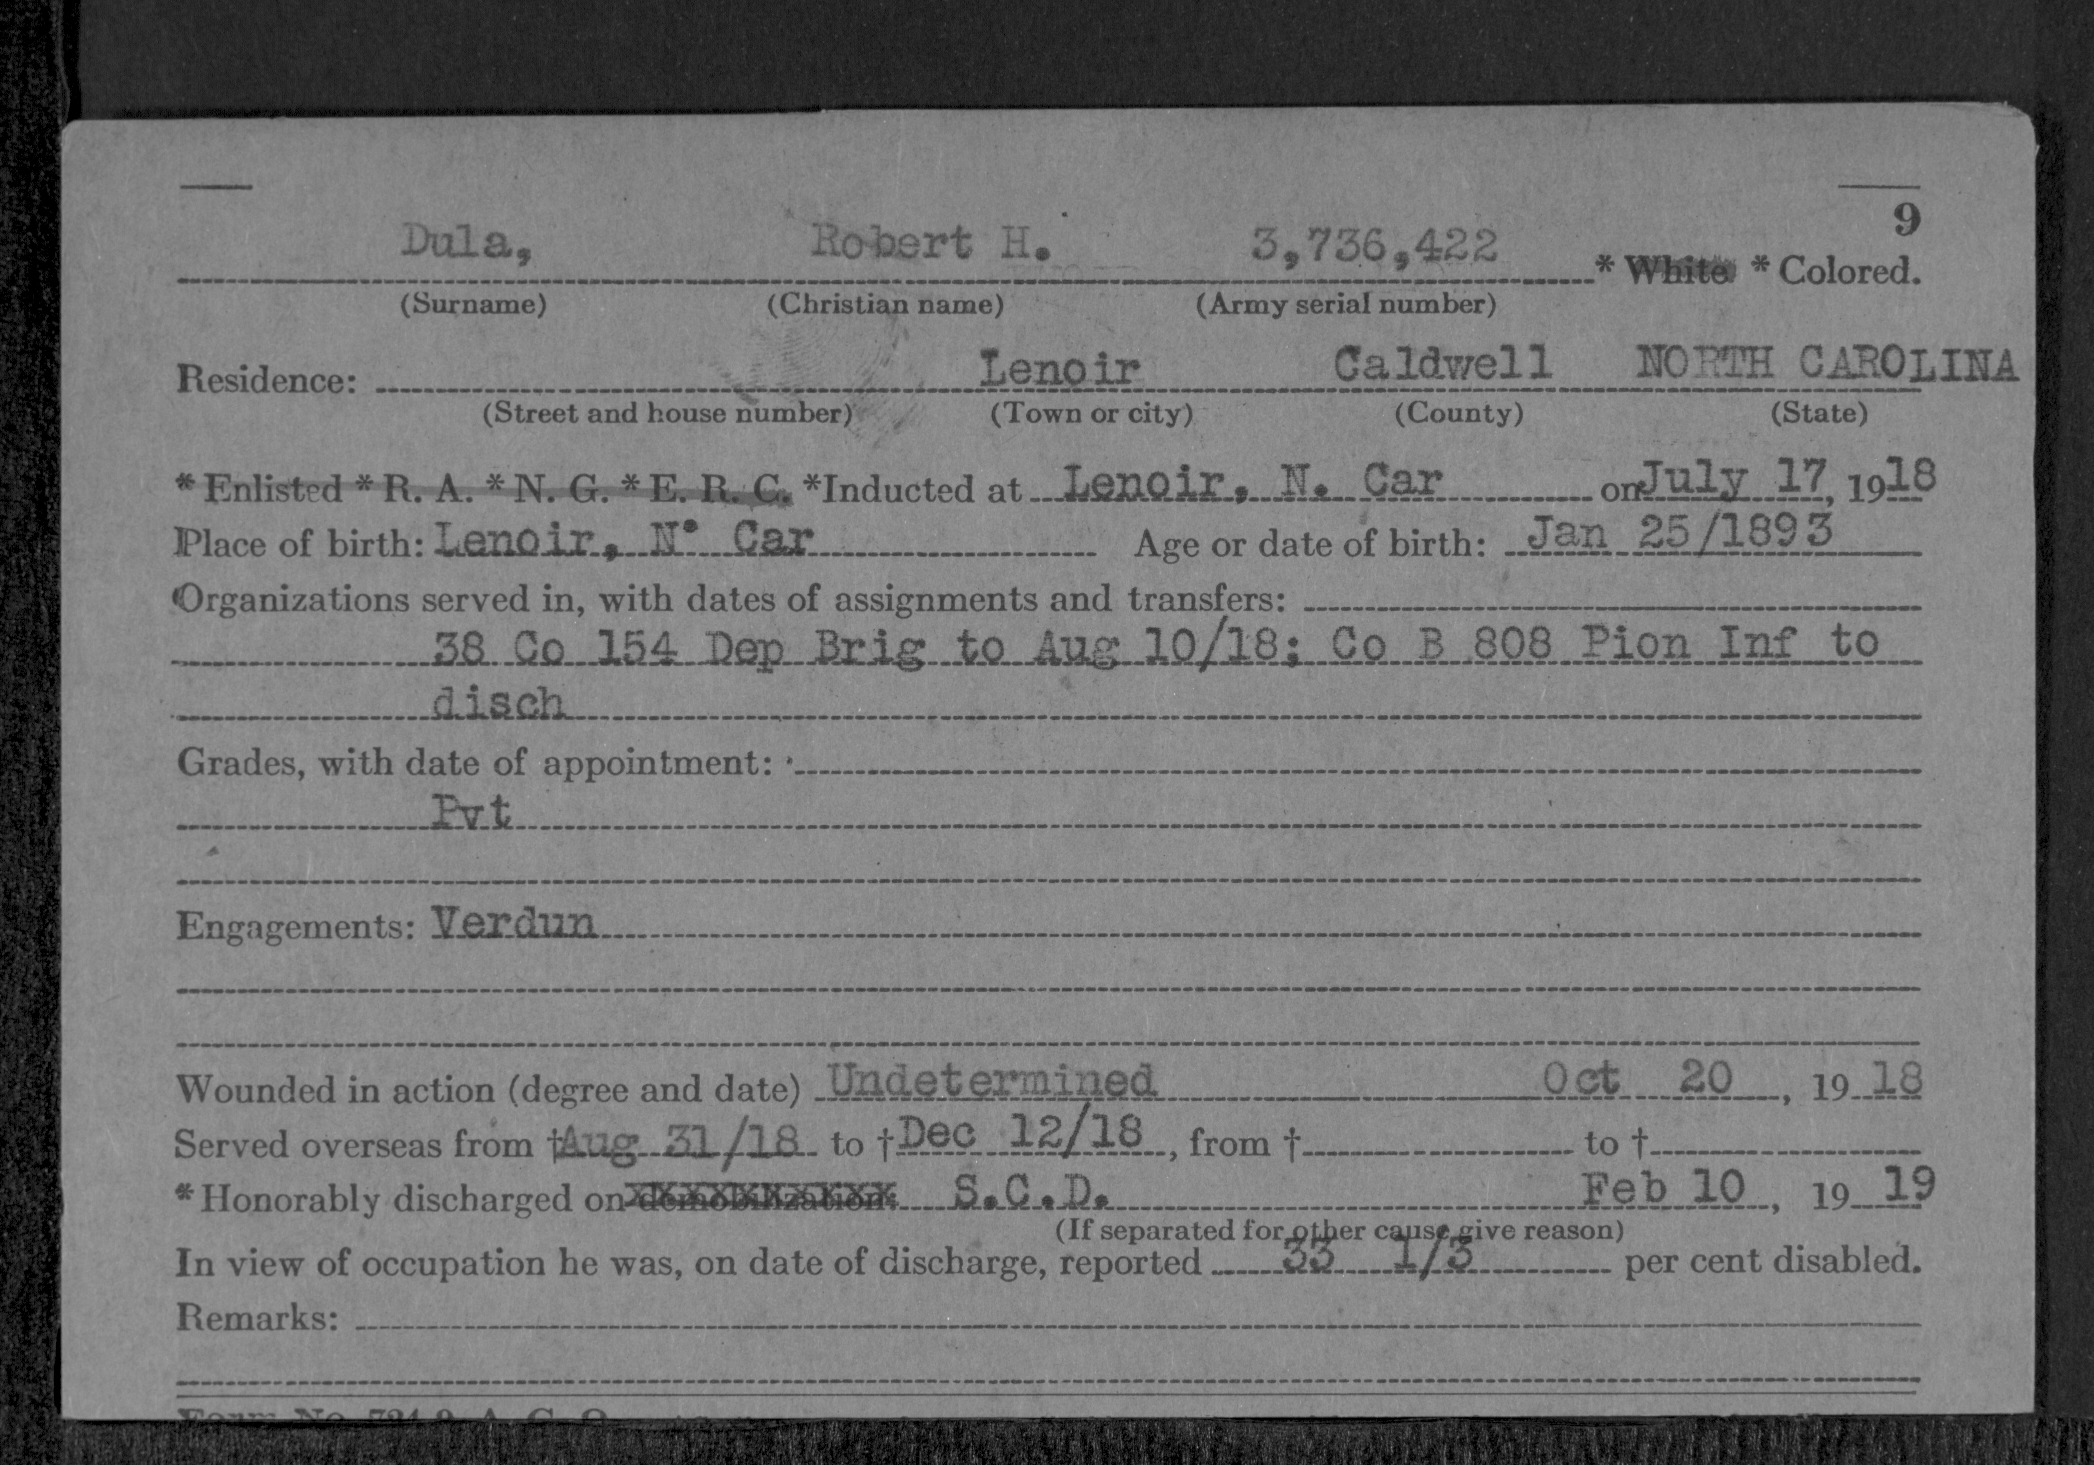 9
Dula, Robert H. 3,736,422 * White * Colored.
(Surname) (Christian name) (Army serial number)
Residence: Lenoir Caldwell NORTH CAROLINA
(Street and house number) (Town or city) (County) (State)
* Enlisted * R. A. * N. G. * E. R. C. *Inducted at Lenoir, N. Car on July 17, 1918
Place of birth: Lenoir, N. Car Age or date of birth: Jan 25/1893
Organizations served in, with dates of assignments and transfers:
38 Co 154 Dep Brig to Aug 10/18; Co B 808 Pion Inf to
disch
Grades, with date of appointment:
Pvt
Engagements: Verdun
Wounded in action (degree and date) Undetermined Oct 20, 19 18
Served overseas from † Aug 31/18 to † Dec 12/18, from † to †
* Honorably discharged on demobilization: S.C.D. Feb 10, 19 19
(If separated for other cause give reason)
In view of occupation he was, on date of discharge, reported 33 1/3 per cent disabled.
Remarks: